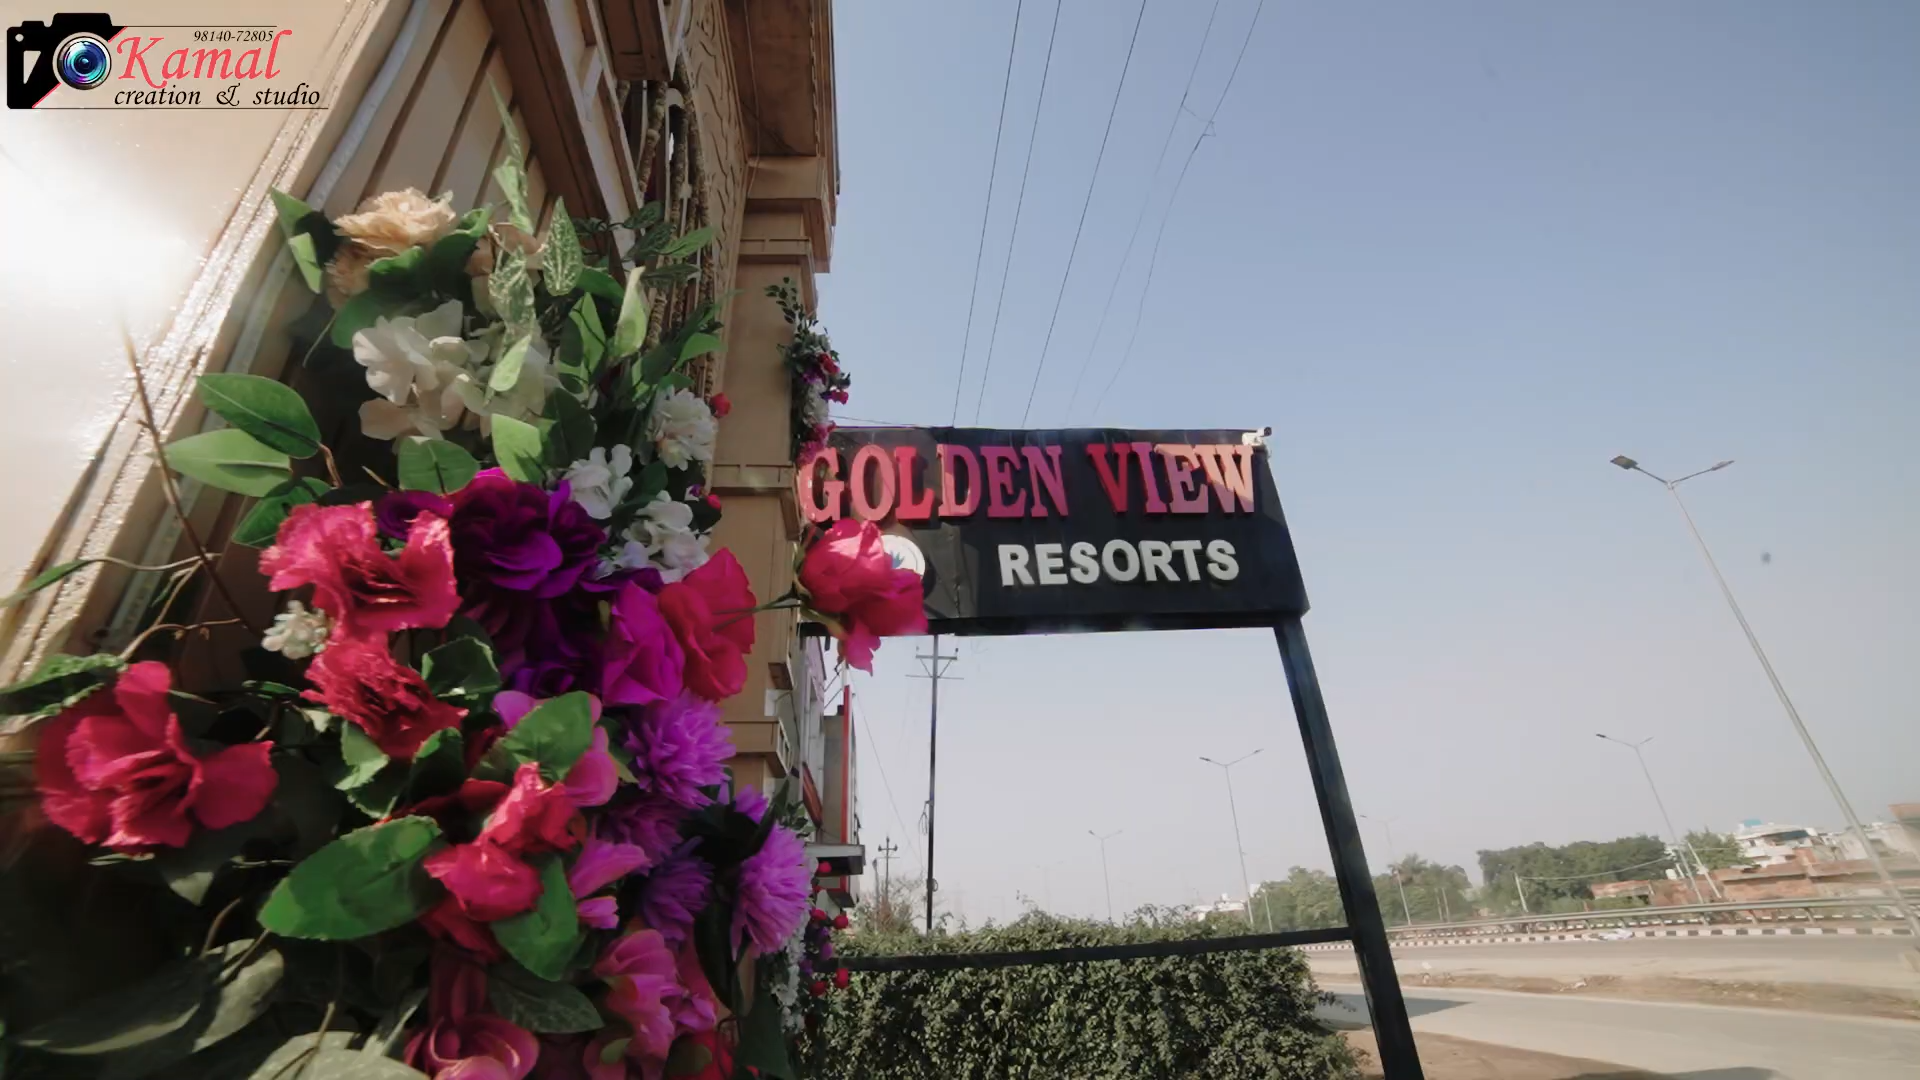 98140-72805
Kamal
creation & studio
GOLDEN VIEW
RESORTS